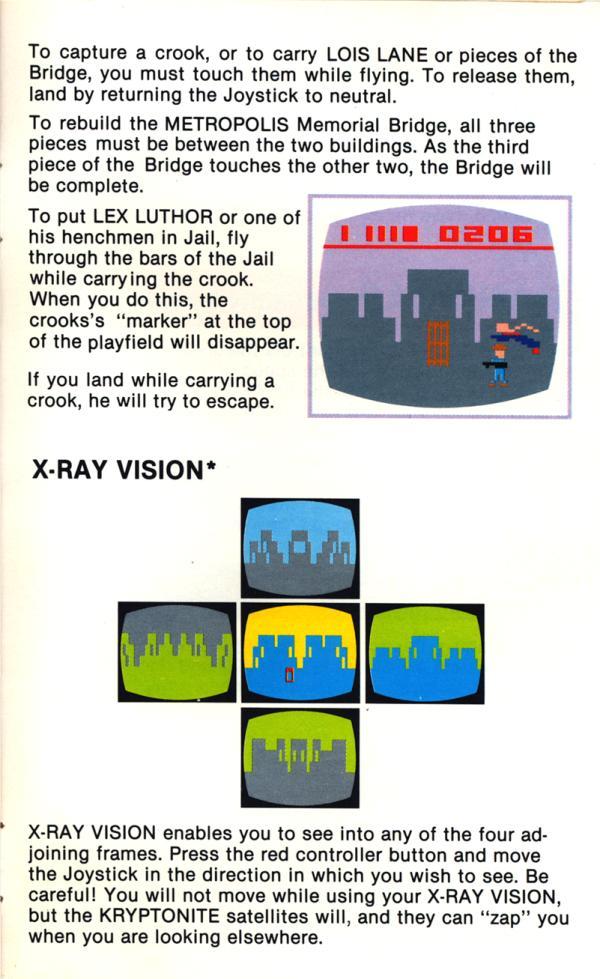 To capture a crook, or to carry LOIS LANE or pieces of the
Bridge, you must touch them while flying. To release them,
land by returning the Joystick to neutral.
To rebuild the METROPOLIS Memorial Bridge, all three
pieces must be between the two buildings. As the third
piece of the Bridge touches the other two, the Bridge will
be complete.
To put LEX LUTHOR or one of
his henchmen in Jail, fly
through the bars of the Jail
while carrying the crook.
When you do this, the
crooks's "marker" at the top
of the playfield will disappear.
If you land while carrying a
crook, he will try to escape.
0206
X-RAY VISION*
X-RAY VISION enables you to see into any of the four ad-
joining frames. Press the red controller button and move
the Joystick in the direction in which you wish to see. Be
careful! You will not move while using your X-RAY VISION,
but the KRYPTONITE satellites will, and they can "zap" you
when you are looking elsewhere.